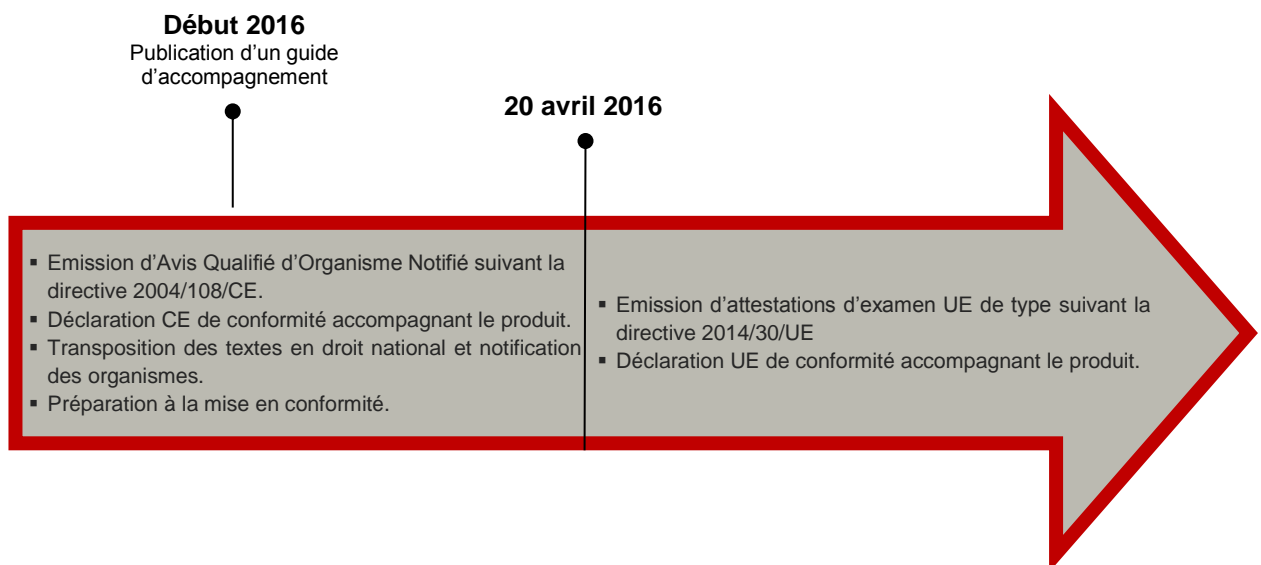 Début 2016
Publication d'un guide
d'accompagnement
20 avril 2016
▪ Emission d'Avis Qualifié d'Organisme Notifié suivant la
directive 2004/108/CE.
▪ Déclaration CE de conformité accompagnant le produit.
▪ Transposition des textes en droit national et notification
des organismes.
▪ Préparation à la mise en conformité.
▪ Emission d'attestations d'examen UE de type suivant la
directive 2014/30/UE
▪ Déclaration UE de conformité accompagnant le produit.